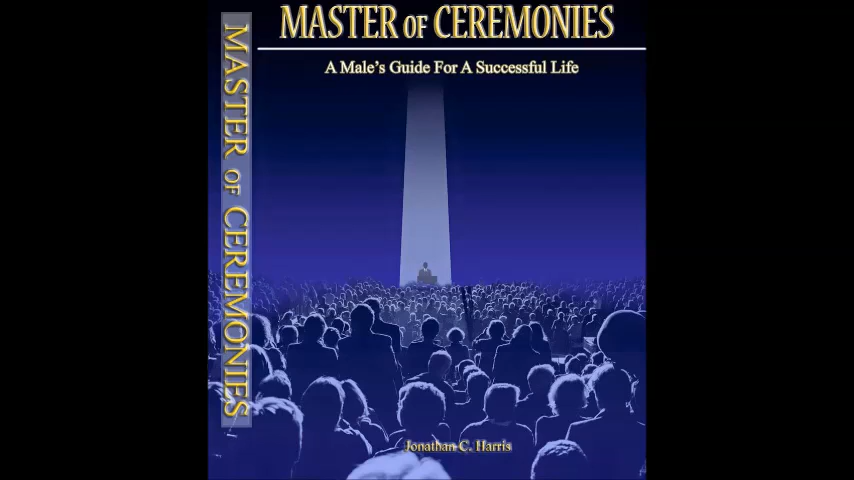 MASTER OF CEREMONIES
A Male's Guide For A Successful Life
MASTER OF CEREMONIES
Jonathan C. Harris